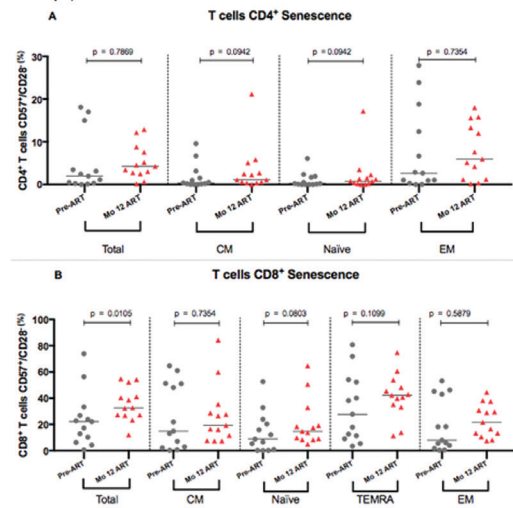 T cells CD4+ Senescence
A
CD4+ T cells CD57+/CD28- (%)
30
20
10
0
p = 0.7869
p = 0.0942
p = 0.0942
p = 0.7354
Pre-ART Mo 12 ART Pre-ART Mo 12 ART Pre-ART Mo 12 ART Pre-ART Mo 12 ART
Total CM Naïve EM
B
T cells CD8+ Senescence
CD8+ T cells CD57+/CD28- (%)
100
80
60
40
20
0
p = 0.0105
p = 0.7354
p = 0.0803
p = 0.1099
p = 0.5879
Pre-ART Mo 12 ART Pre-ART Mo 12 ART Pre-ART Mo 12 ART Pre-ART Mo 12 ART Pre-ART Mo 12 ART
Total CM Naïve TEMRA EM